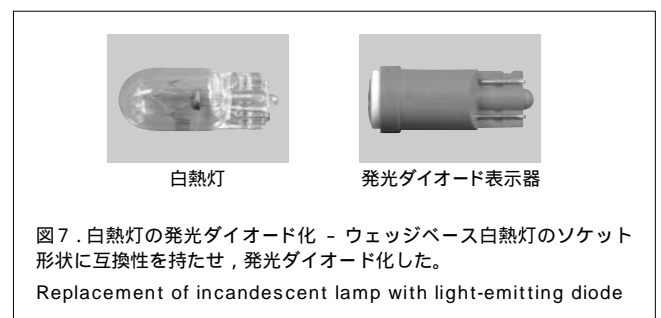 白熱灯
発光ダイオード表示器
図7．白熱灯の発光ダイオード化 － ウェッジベース白熱灯のソケット
形状に互換性を持たせ，発光ダイオード化した。
Replacement of incandescent lamp with light-emitting diode